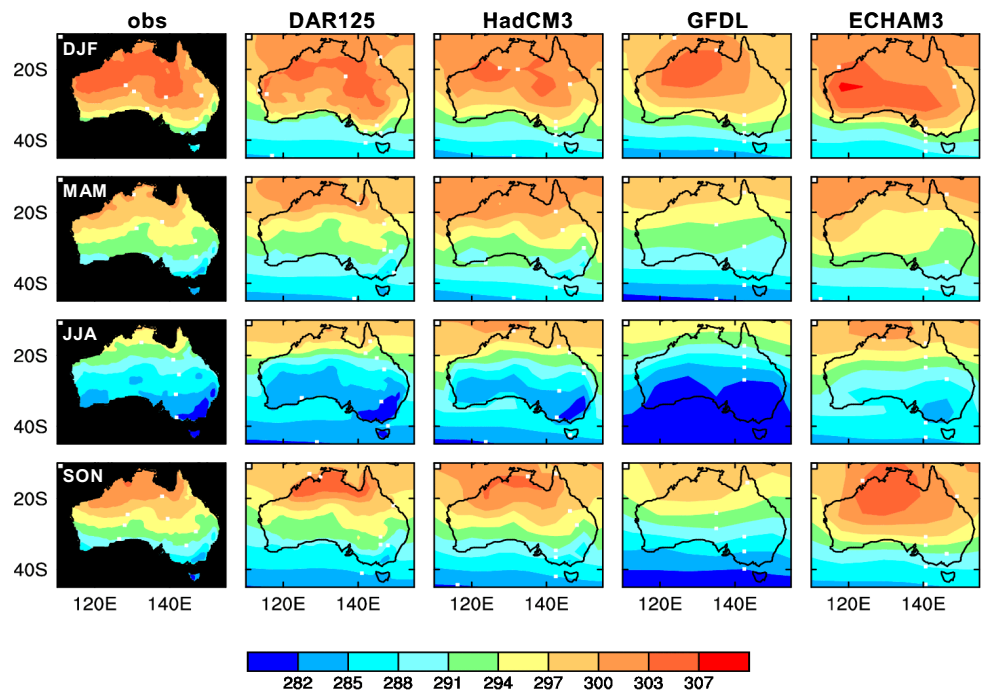 obs DAR125 HadCM3 GFDL ECHAM3
DJF
20S
40S
MAM
20S
40S
JJA
20S
40S
SON
20S
40S
120E 140E 120E 140E 120E 140E 120E 140E 120E 140E
282 285 288 291 294 297 300 303 307